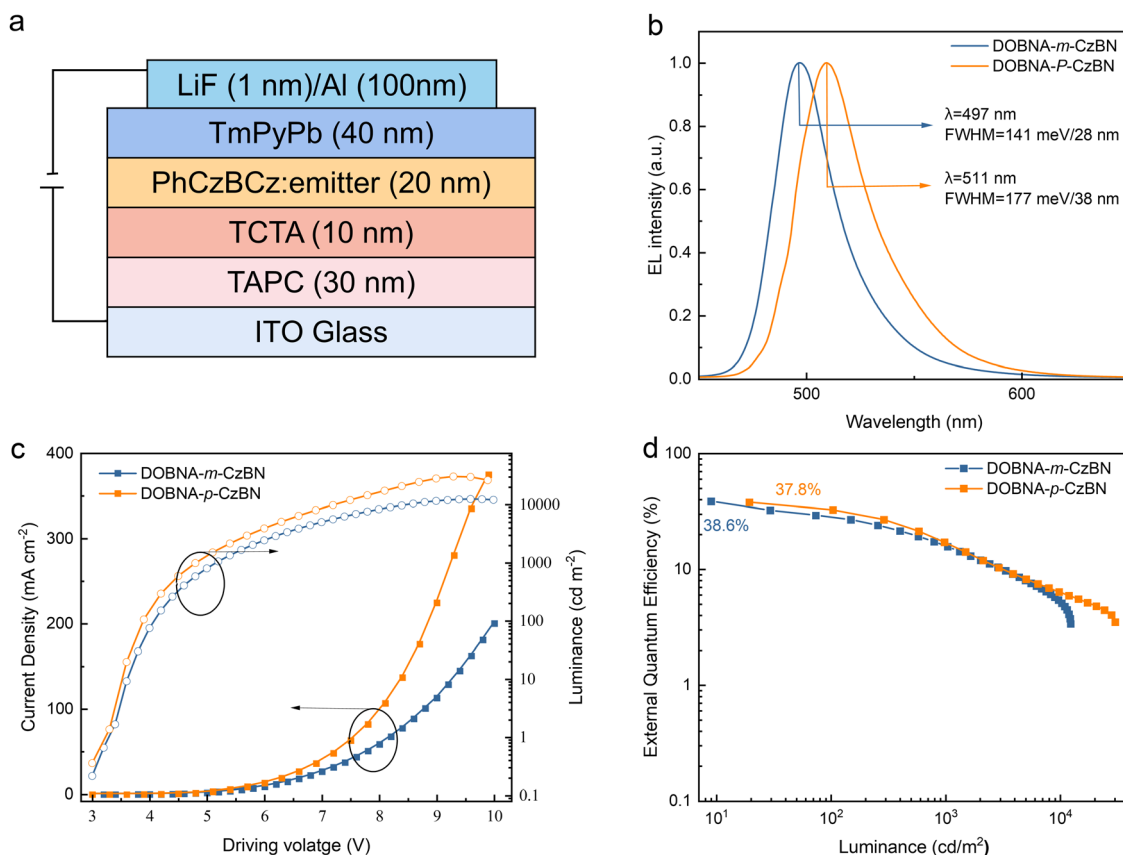 a
LiF (1 nm)/Al (100nm)
TmPyPb (40 nm)
PhCzBCz:emitter (20 nm)
TCTA (10 nm)
TAPC (30 nm)
ITO Glass
b
DOBNA-m-CzBN
DOBNA-P-CzBN
λ=497 nm
FWHM=141 meV/28 nm
λ=511 nm
FWHM=177 meV/38 nm
EL intensity (a.u.)
1.0
0.8
0.6
0.4
0.2
0.0
500
600
Wavelength (nm)
c
DOBNA-m-CzBN
DOBNA-p-CzBN
Current Density (mA cm⁻²)
400
350
300
250
200
150
100
50
0
Luminance (cd m⁻²)
10000
1000
100
10
1
0.1
3
4
5
6
7
8
9
10
Driving volatge (V)
d
DOBNA-m-CzBN
DOBNA-p-CzBN
37.8%
38.6%
External Quantum Efficiency (%)
100
10
1
0.1
10¹
10²
10³
10⁴
Luminance (cd/m²)